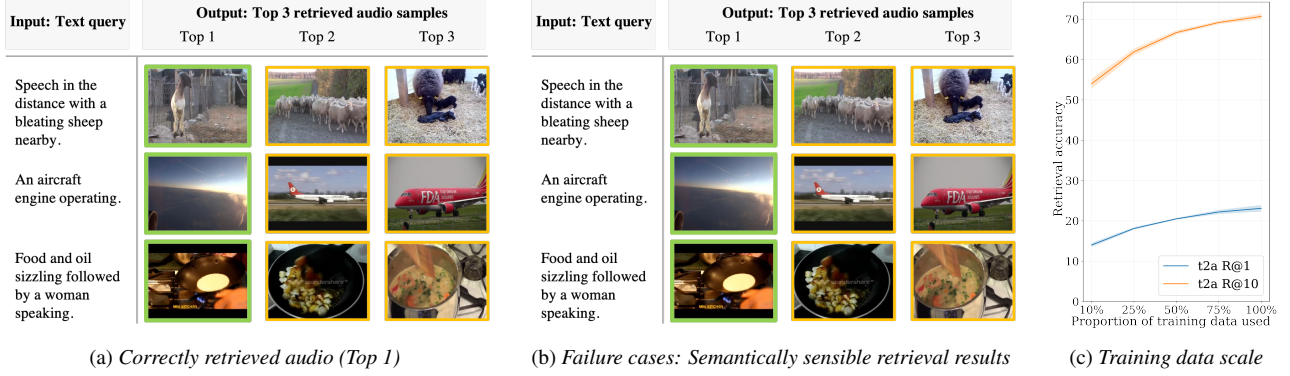 Input: Text query
Output: Top 3 retrieved audio samples
Top 1 Top 2 Top 3
Speech in the
distance with a
bleating sheep
nearby.
An aircraft
engine operating.
FDA
Food and oil
sizzling followed
by a woman
speaking.
(a) Correctly retrieved audio (Top 1)
Input: Text query
Output: Top 3 retrieved audio samples
Top 1 Top 2 Top 3
Speech in the
distance with a
bleating sheep
nearby.
An aircraft
engine operating.
FDA
Food and oil
sizzling followed
by a woman
speaking.
(b) Failure cases: Semantically sensible retrieval results
Retrieval accuracy
70
60
50
40
30
20
10
0
t2a R@1
t2a R@10
10% 25% 50% 75% 100%
Proportion of training data used
(c) Training data scale